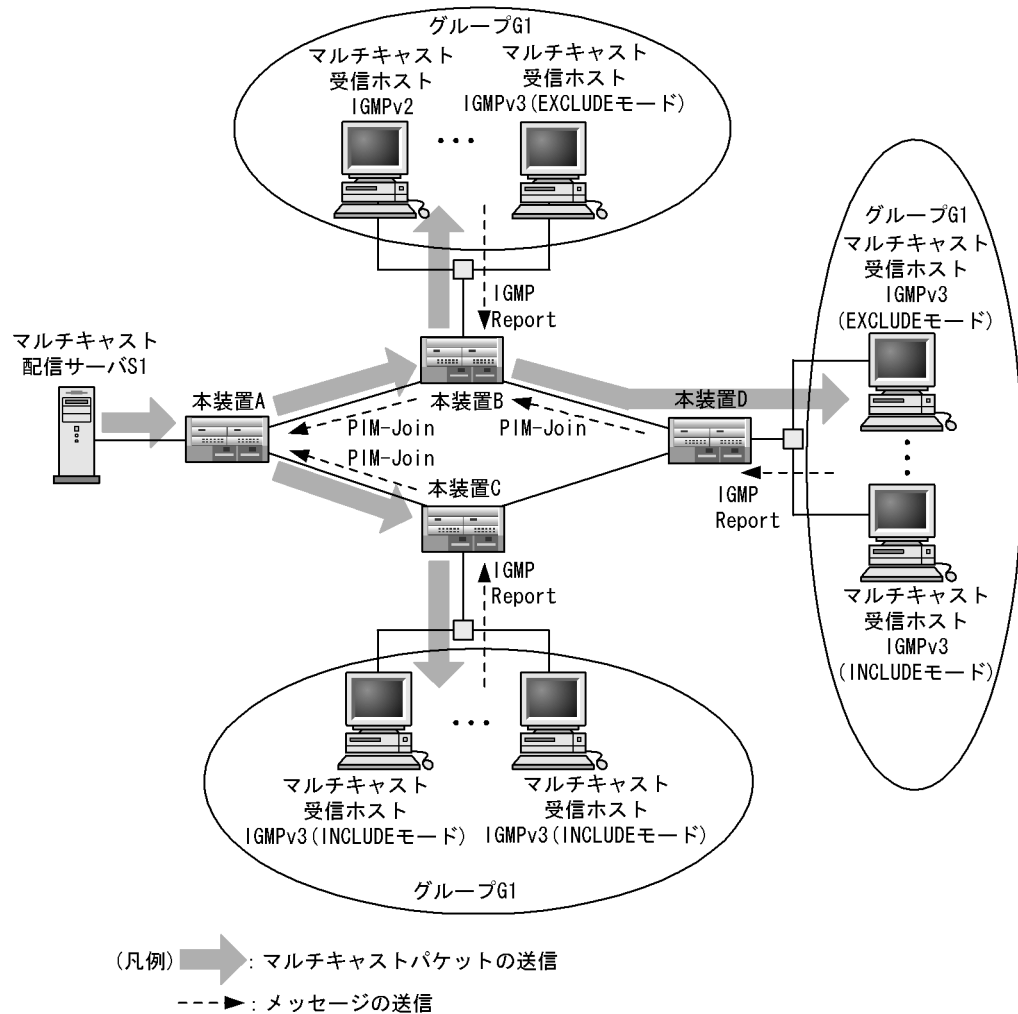 グループG1
マルチキャスト
受信ホスト
IGMPv2
マルチキャスト
受信ホスト
IGMPv3(EXCLUDEモード)
IGMP
Report
グループG1
マルチキャスト
受信ホスト
IGMPv3
(EXCLUDEモード)
マルチキャスト
配信サーバS1
本装置A
本装置B
本装置D
PIM-Join
PIM-Join
PIM-Join
本装置C
IGMP
Report
IGMP
Report
マルチキャスト
受信ホスト
IGMPv3
(INCLUDEモード)
マルチキャスト
受信ホスト
IGMPv3(INCLUDEモード)
マルチキャスト
受信ホスト
IGMPv3(INCLUDEモード)
グループG1
(凡例)
:マルチキャストパケットの送信
:メッセージの送信